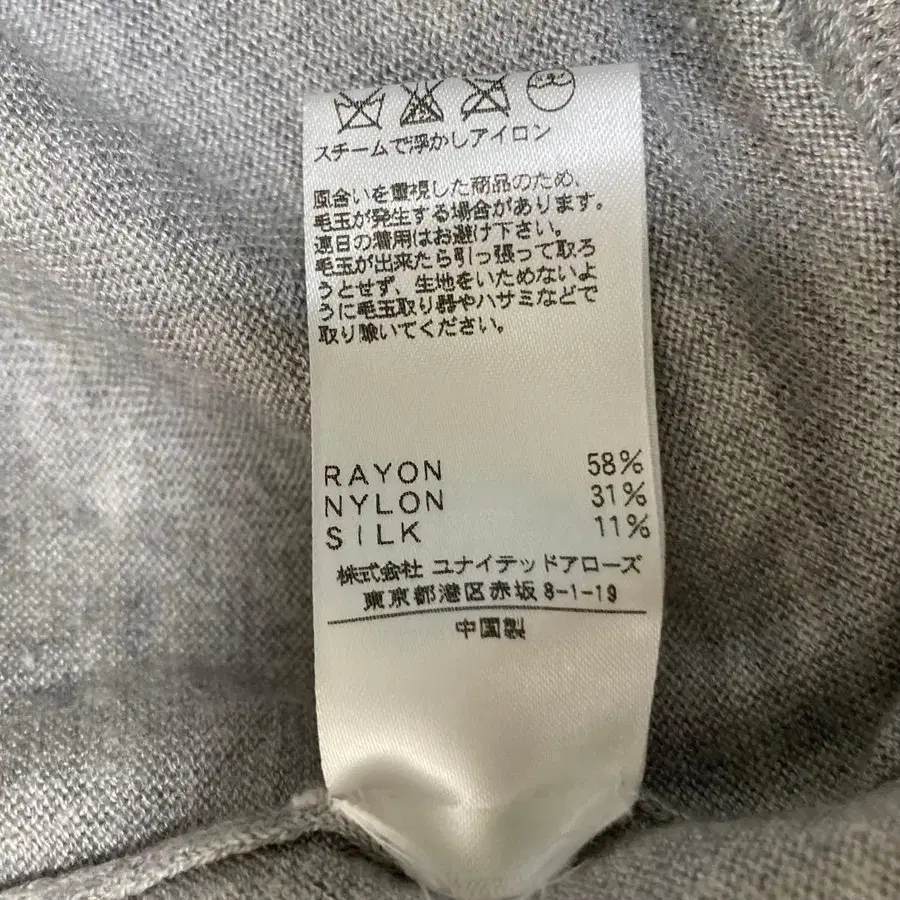 スチームで浮かしアイロン
風合いを重視した商品のため、
毛玉が発生する場合があります。
連日の着用はお避け下さい。
毛玉が出来たら引っ張って取ろ
うとせず、生地をいためないよ
うに毛玉取り器やハサミなどで
取り除いてください。
RAYON 58%
NYLON 31%
SILK 11%
株式会社 ユナイテッドアローズ
東京都港区赤坂8-1-19
中国製